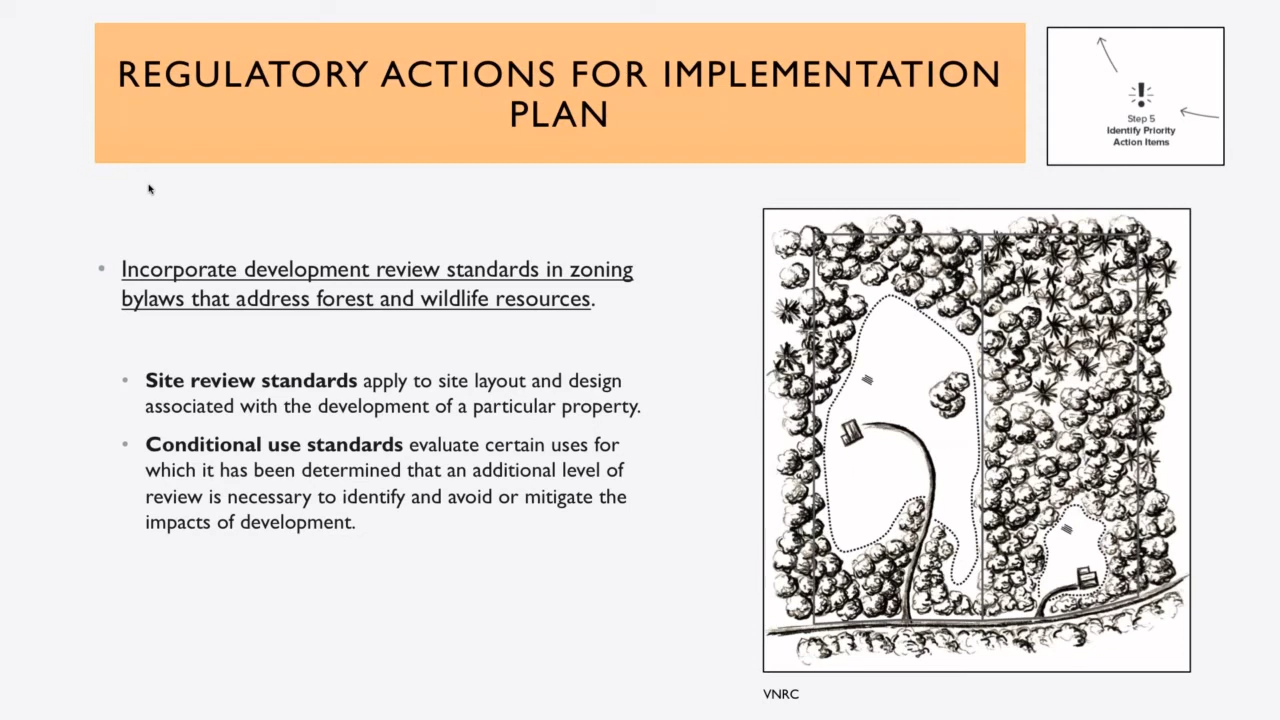 REGULATORY ACTIONS FOR IMPLEMENTATION
PLAN
Step 5
Identify Priority
Action Items
• Incorporate development review standards in zoning
bylaws that address forest and wildlife resources.
• Site review standards apply to site layout and design
associated with the development of a particular property.
• Conditional use standards evaluate certain uses for
which it has been determined that an additional level of
review is necessary to identify and avoid or mitigate the
impacts of development.
VNRC